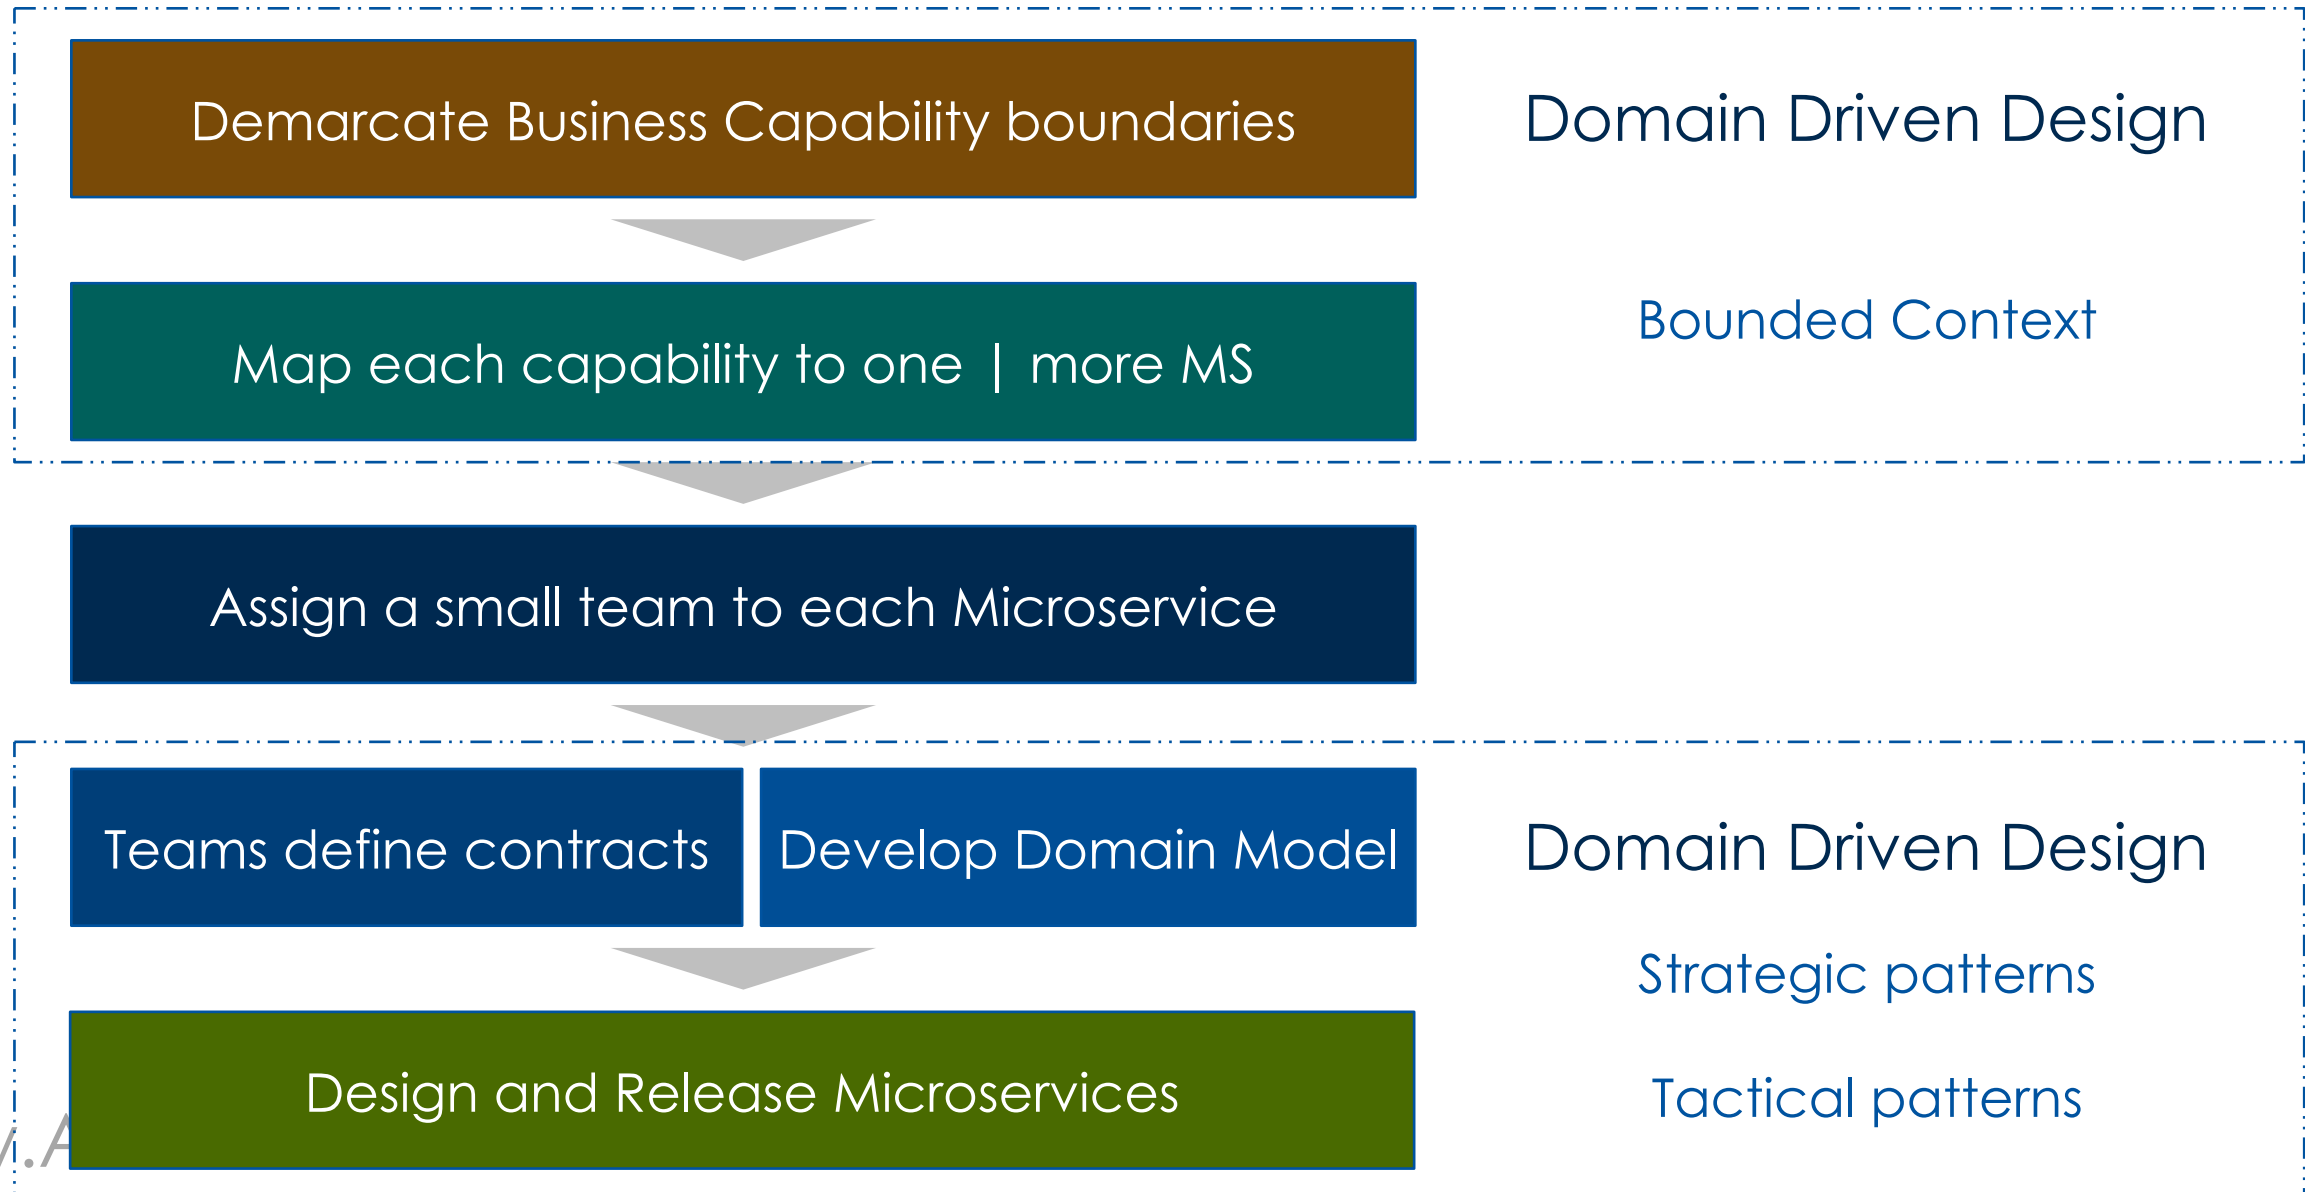 Demarcate Business Capability boundaries
Domain Driven Design
Map each capability to one | more MS
Bounded Context
Assign a small team to each Microservice
Teams define contracts
Develop Domain Model
Domain Driven Design
Strategic patterns
Design and Release Microservices
Tactical patterns